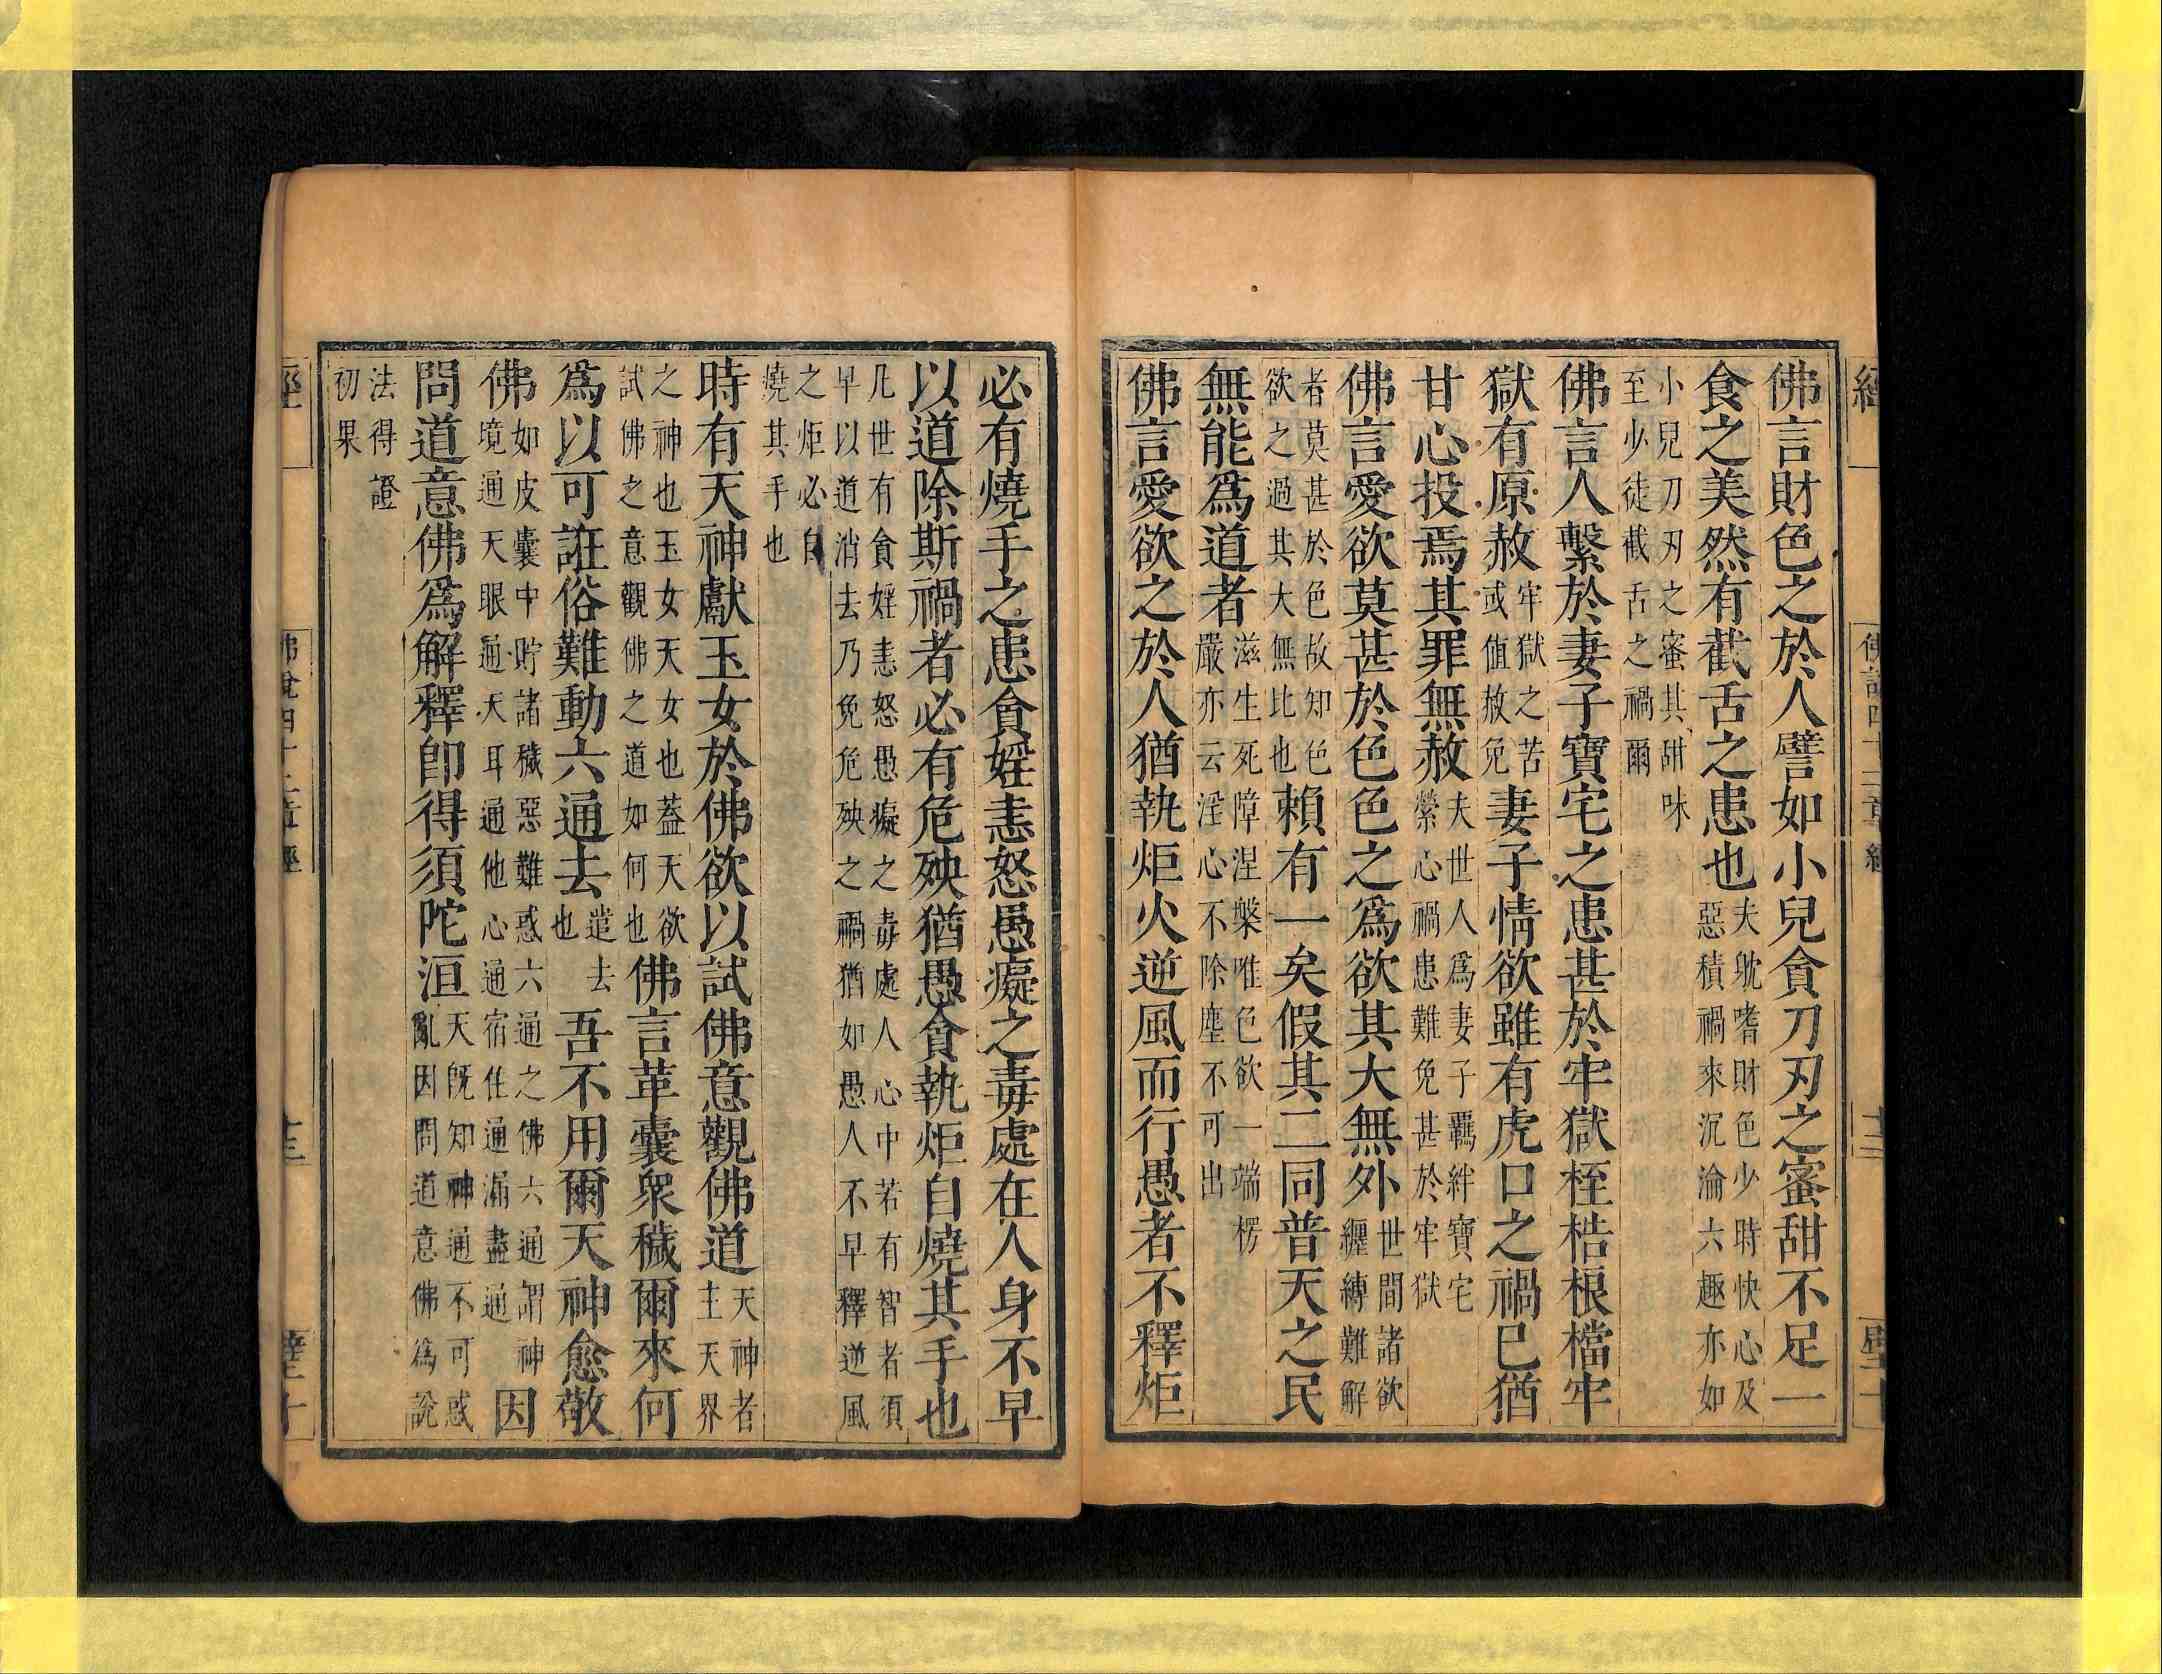 佛言財色之於人譬如小兒貪刀刃之蜜甜不足一
食之美然有截舌之患也夫耽嗜財色少時快心及惡積禍來沉淪六趣亦如
小兒刀刃之蜜其甜味至少徒截舌之禍爾
佛言人繫於妻子寶宅之患甚於牢獄桎梏桹檔牢
獄有原赦牢獄之苦或值赦免妻子情欲雖有虎口之禍已猶
甘心投焉其罪無赦夫世人為妻子羈絆寶宅縈心禍患難免甚於牢獄
佛言愛欲莫甚於色色之為欲其大無外世間諸欲纏縛難解
者莫甚於色故知色欲之過其大無比也賴有一矣假其二同普天之民
無能為道者滋生死障涅槃唯色欲一端楞嚴亦云淫心不除塵不可出
佛言愛欲之於人猶執炬火逆風而行愚者不釋炬
必有燒手之患貪婬恚怒愚癡之毒處在人身不早
以道除斯禍者必有危殃猶愚貪執炬自燒其手也
几世有貪婬恚怒愚癡之毒處人心中若有智者須早以道消去乃免危殃之禍猶如愚人不早釋逆風
之炬必自燒其手也
時有天神獻玉女於佛欲以試佛意觀佛道天神者主天界
之神也玉女天女也蓋天欲試佛之意觀佛之道如何也佛言革囊眾穢爾來何
為以可誑俗難動六通去遣去也吾不用爾天神愈敬
佛如皮囊中貯諸穢惡難惑六通之佛六通謂神境通天眼通天耳通他心通宿住通漏盡通因
問道意佛為解釋即得須陀洹天既知神通不可惑亂因問道意佛為說
法得證初果
經
佛說四十二章經
十三